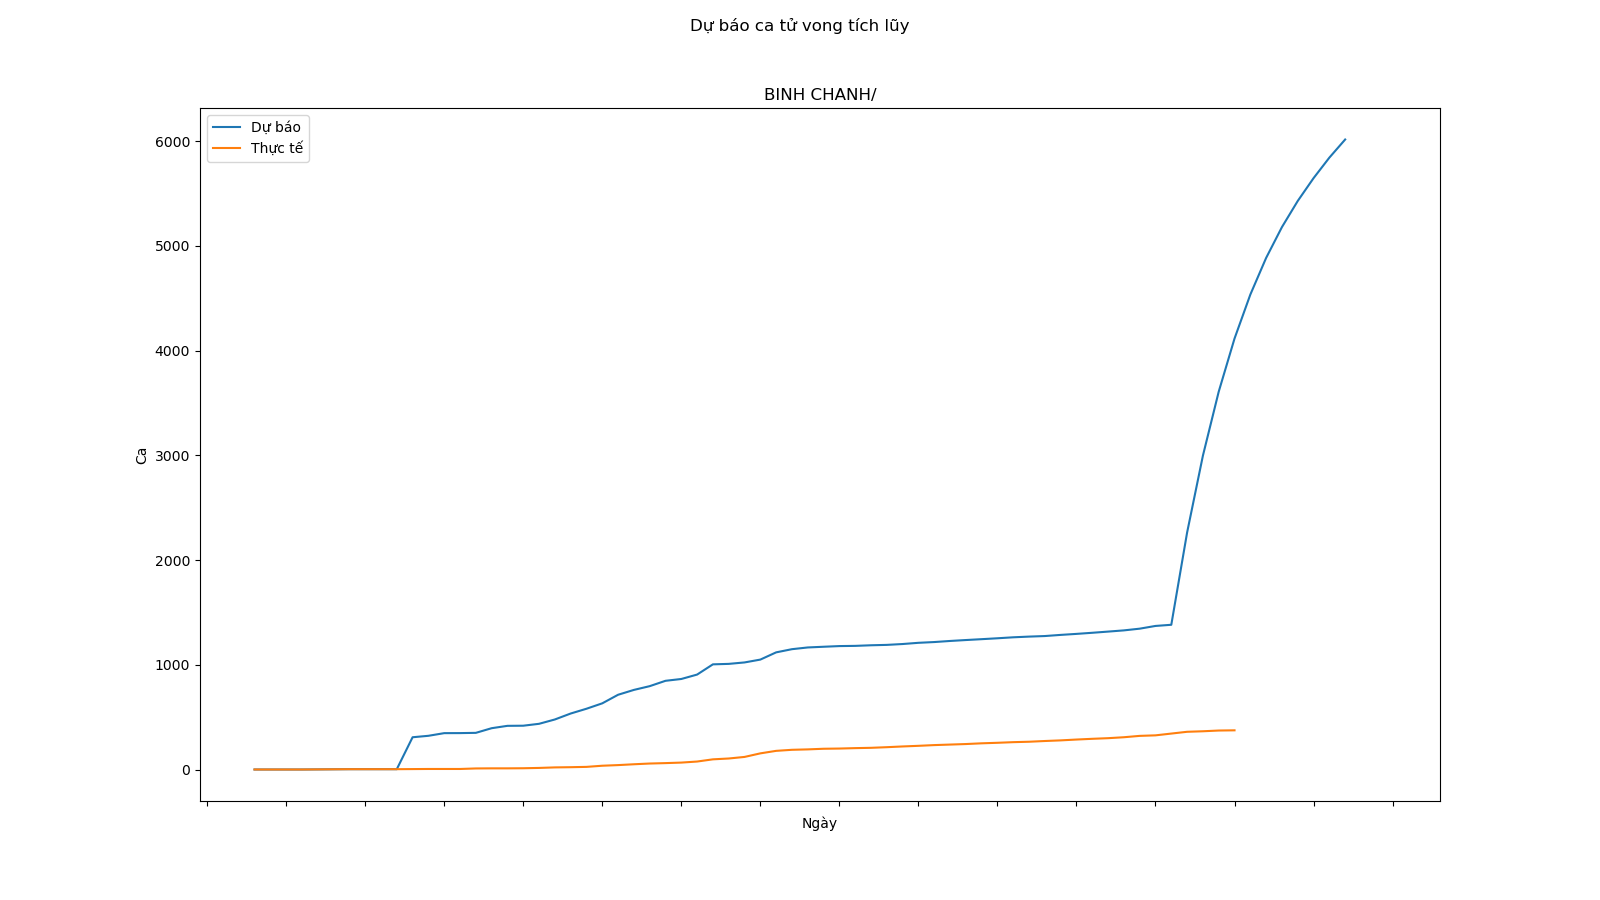 Dự báo ca tử vong tích lũy
BINH CHANH/
Dự báo
Thực tế
6000
5000
4000
3000
2000
1000
0
Ca
Ngày